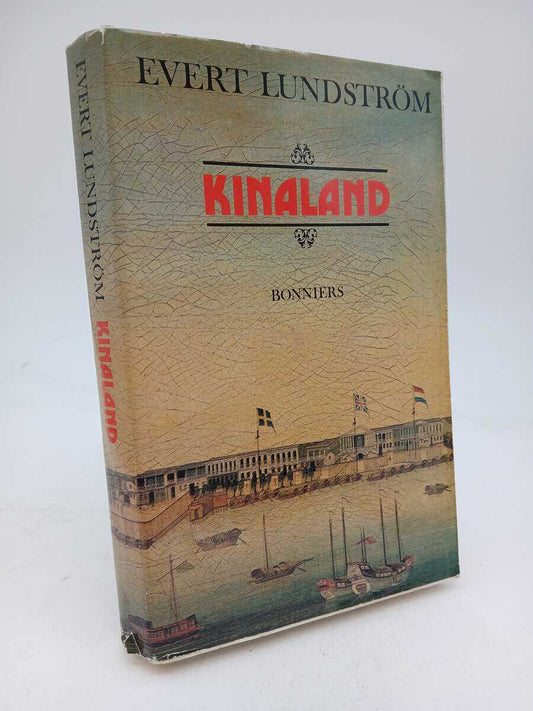 EVERT LUNDSTRÖM
KINALAND
BONNIERS
EVERT LUNDSTRÖM KINALAND